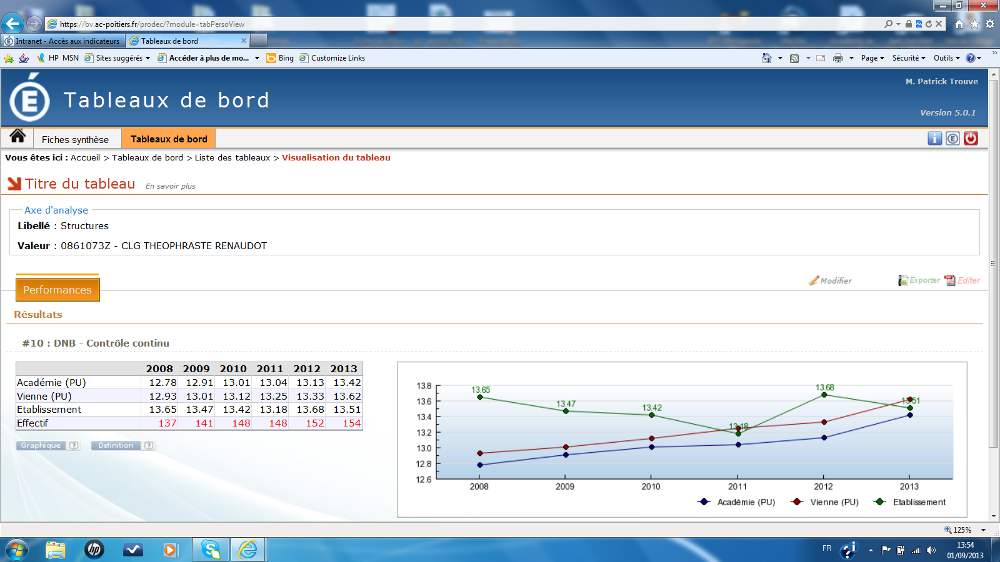 https://bv.ac-poitiers.fr/prodec/?module=tabPersoView
Intranet - Accès aux indicateurs
Tableaux de bord
HP MSN Sites suggérés Accéder à plus de mo... Bing Customize Links
Page Sécurité Outils
»
É
Tableaux de bord
M. Patrick Trouve
Version 5.0.1
Fiches synthèse
Tableaux de bord
Vous êtes ici : Accueil > Tableaux de bord > Liste des tableaux > Visualisation du tableau
Titre du tableau En savoir plus
Axe d'analyse
Libellé : Structures
Valeur : 0861073Z - CLG THEOPHRASTE RENAUDOT
Performances
Modifier Exporter Editer
Résultats
#10 : DNB - Contrôle continu
2008 2009 2010 2011 2012 2013
Académie (PU) 12.78 12.91 13.01 13.04 13.13 13.42
Vienne (PU) 12.93 13.01 13.12 13.25 13.33 13.62
Etablissement 13.65 13.47 13.42 13.18 13.68 13.51
Effectif 137 141 148 148 152 154
Graphique ? Definition ?
13.8
13.6
13.4
13.2
13.0
12.8
12.6
13.65
13.47
13.42
13.18
13.68
13.51
2008 2009 2010 2011 2012 2013
Académie (PU) Vienne (PU) Etablissement
125%
hp
FR
13:54
01/09/2013